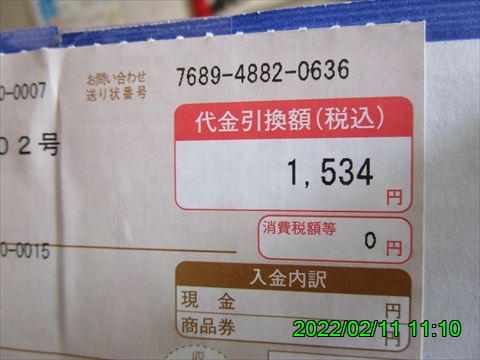 お問い合わせ
送り状番号
7689-4882-0636
0-0007
02号
代金引換額(税込)
1,534
円
消費税額等
0
円
0-0015
入金内訳
現金
円
商品券
円
収
2022/02/11 11:10